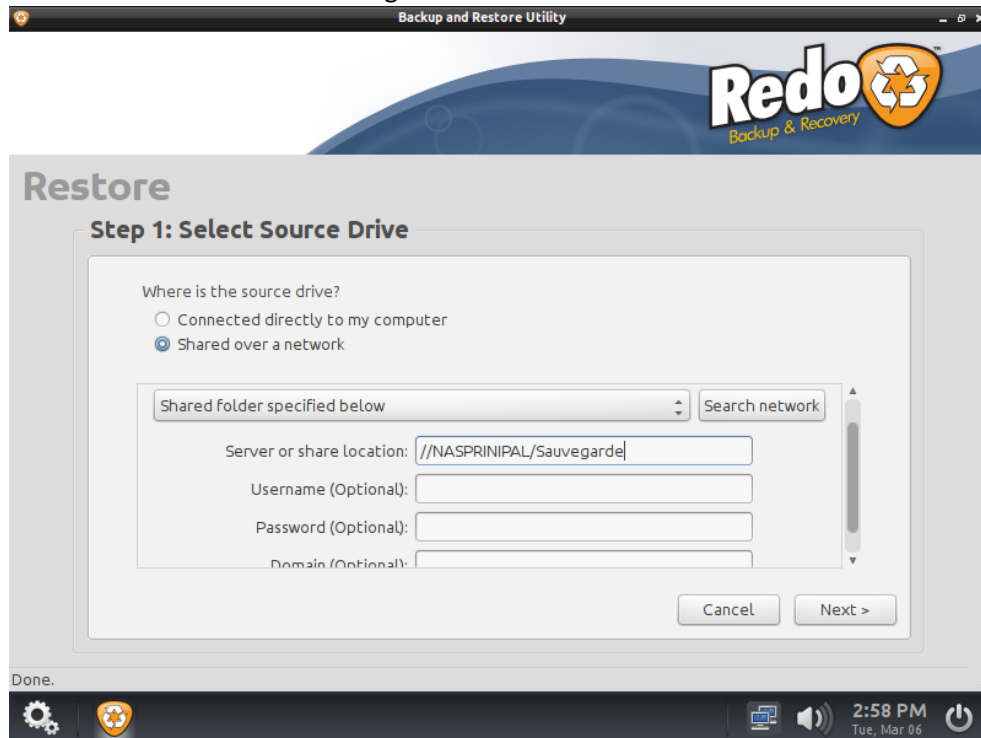 Backup and Restore Utility
Redo
Backup & Recovery
Restore
Step 1: Select Source Drive
Where is the source drive?
Connected directly to my computer
Shared over a network
Shared folder specified below
Search network
Server or share location: //NASPRINIPAL/Sauvegarde
Username (Optional):
Password (Optional):
Domain (Optional):
Cancel
Next >
Done.
2:58 PM
Tue, Mar 06